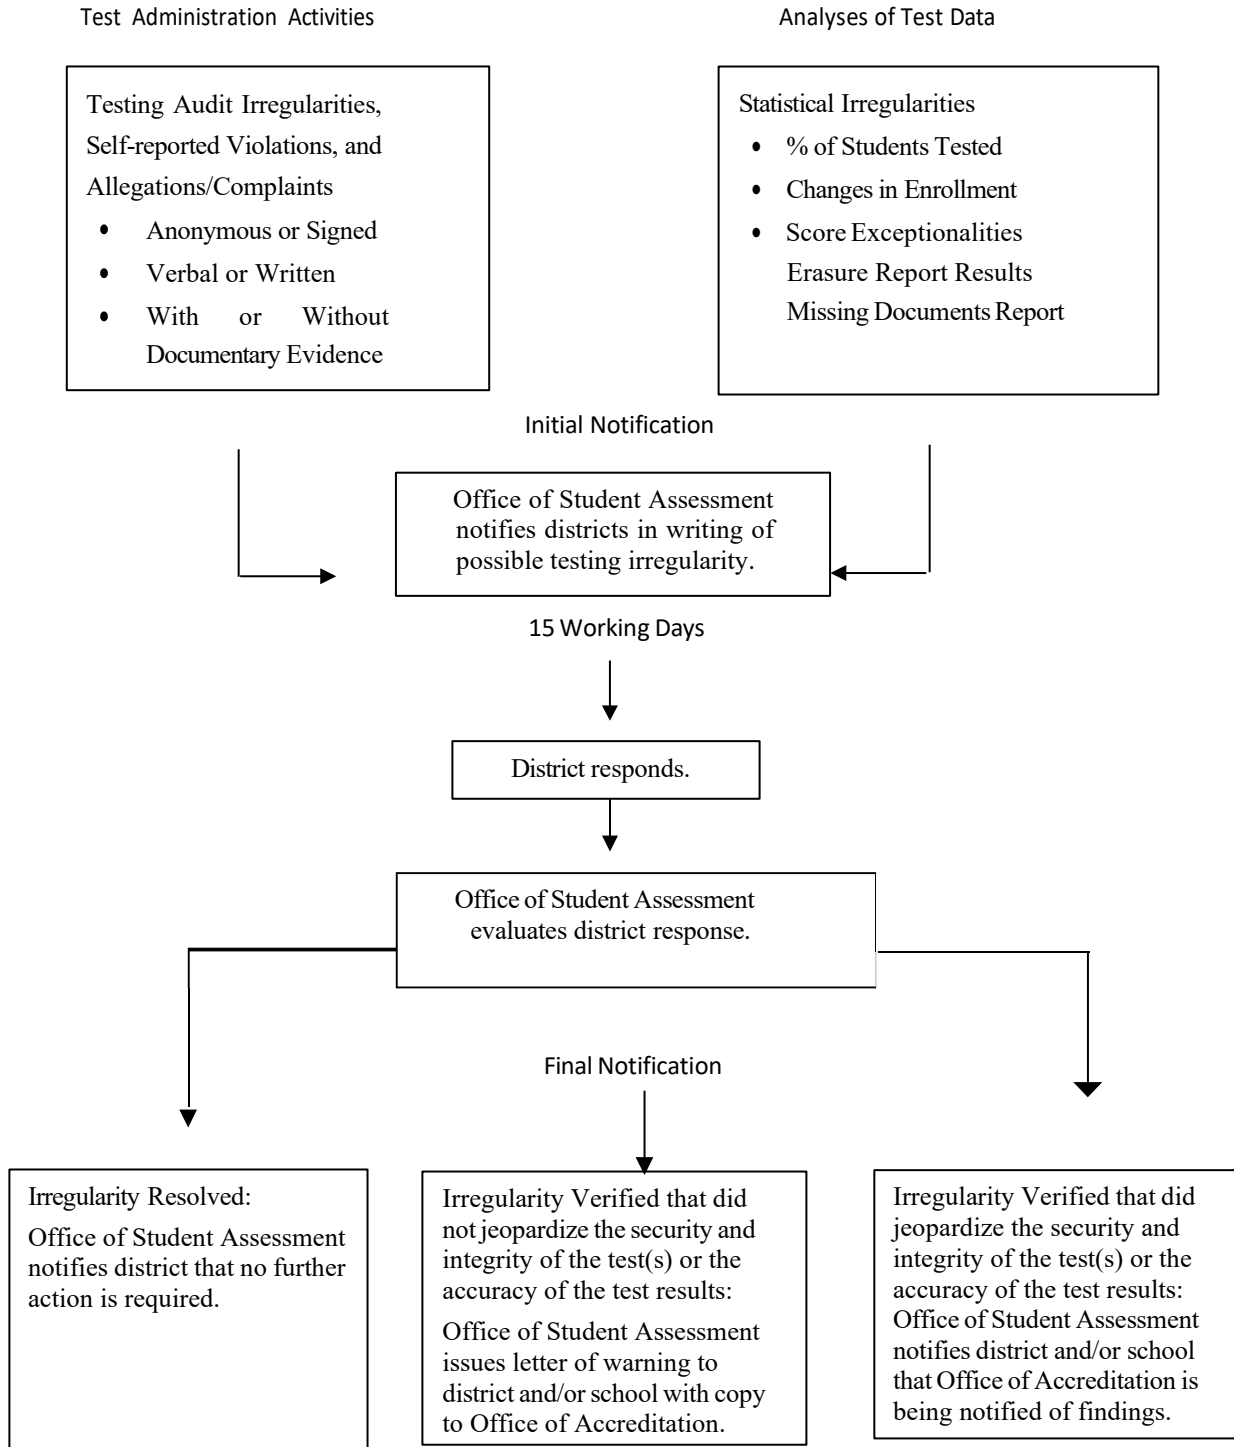 Test Administration Activities
Analyses of Test Data
Testing Audit Irregularities,
Self-reported Violations, and
Allegations/Complaints
• Anonymous or Signed
• Verbal or Written
• With or Without
Documentary Evidence
Statistical Irregularities
• % of Students Tested
• Changes in Enrollment
• Score Exceptionalities
Erasure Report Results
Missing Documents Report
Initial Notification
Office of Student Assessment
notifies districts in writing of
possible testing irregularity.
15 Working Days
District responds.
Office of Student Assessment
evaluates district response.
Final Notification
Irregularity Resolved:
Office of Student Assessment
notifies district that no further
action is required.
Irregularity Verified that did
not jeopardize the security and
integrity of the test(s) or the
accuracy of the test results:
Office of Student Assessment
issues letter of warning to
district and/or school with copy
to Office of Accreditation.
Irregularity Verified that did
jeopardize the security and
integrity of the test(s) or the
accuracy of the test results:
Office of Student Assessment
notifies district and/or school
that Office of Accreditation is
being notified of findings.